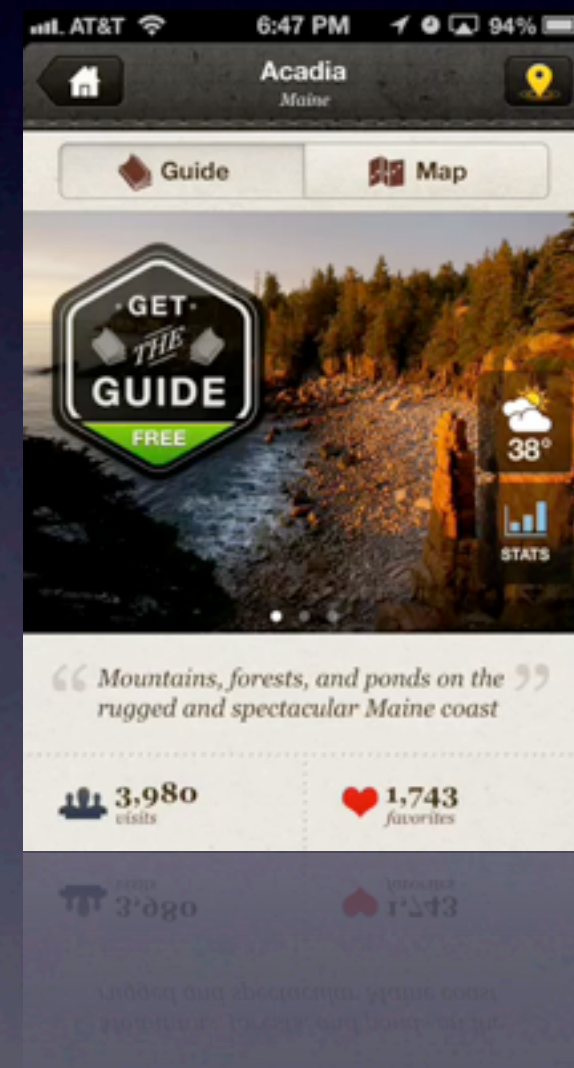 AT&T 6:47 PM 94%
Acadia
Maine
Guide Map
·GET·
THE
GUIDE
FREE
38°
STATS
“ Mountains, forests, and ponds on the ”
rugged and spectacular Maine coast
3,980 1,743
visits favorites